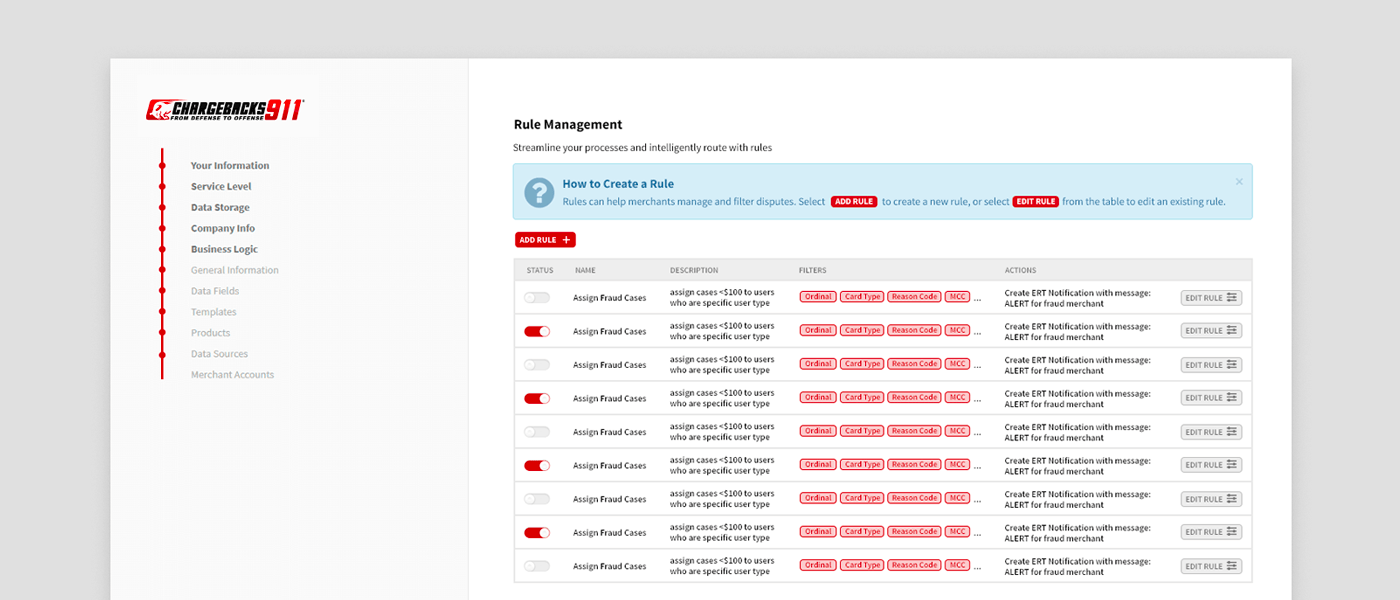 CHARGEBACKS911
FROM DEFENSE TO OFFENSE
Your Information
Service Level
Data Storage
Company Info
Business Logic
General Information
Data Fields
Templates
Products
Data Sources
Merchant Accounts
Rule Management
Streamline your processes and intelligently route with rules
How to Create a Rule
Rules can help merchants manage and filter disputes. Select ADD RULE to create a new rule, or select EDIT RULE from the table to edit an existing rule.
ADD RULE +
STATUS NAME DESCRIPTION FILTERS ACTIONS
Assign Fraud Cases assign cases <$100 to users who are specific user type Ordinal Card Type Reason Code MCC ... Create ERT Notification with message: ALERT for fraud merchant EDIT RULE
Assign Fraud Cases assign cases <$100 to users who are specific user type Ordinal Card Type Reason Code MCC ... Create ERT Notification with message: ALERT for fraud merchant EDIT RULE
Assign Fraud Cases assign cases <$100 to users who are specific user type Ordinal Card Type Reason Code MCC ... Create ERT Notification with message: ALERT for fraud merchant EDIT RULE
Assign Fraud Cases assign cases <$100 to users who are specific user type Ordinal Card Type Reason Code MCC ... Create ERT Notification with message: ALERT for fraud merchant EDIT RULE
Assign Fraud Cases assign cases <$100 to users who are specific user type Ordinal Card Type Reason Code MCC ... Create ERT Notification with message: ALERT for fraud merchant EDIT RULE
Assign Fraud Cases assign cases <$100 to users who are specific user type Ordinal Card Type Reason Code MCC ... Create ERT Notification with message: ALERT for fraud merchant EDIT RULE
Assign Fraud Cases assign cases <$100 to users who are specific user type Ordinal Card Type Reason Code MCC ... Create ERT Notification with message: ALERT for fraud merchant EDIT RULE
Assign Fraud Cases assign cases <$100 to users who are specific user type Ordinal Card Type Reason Code MCC ... Create ERT Notification with message: ALERT for fraud merchant EDIT RULE
Assign Fraud Cases assign cases <$100 to users who are specific user type Ordinal Card Type Reason Code MCC ... Create ERT Notification with message: ALERT for fraud merchant EDIT RULE